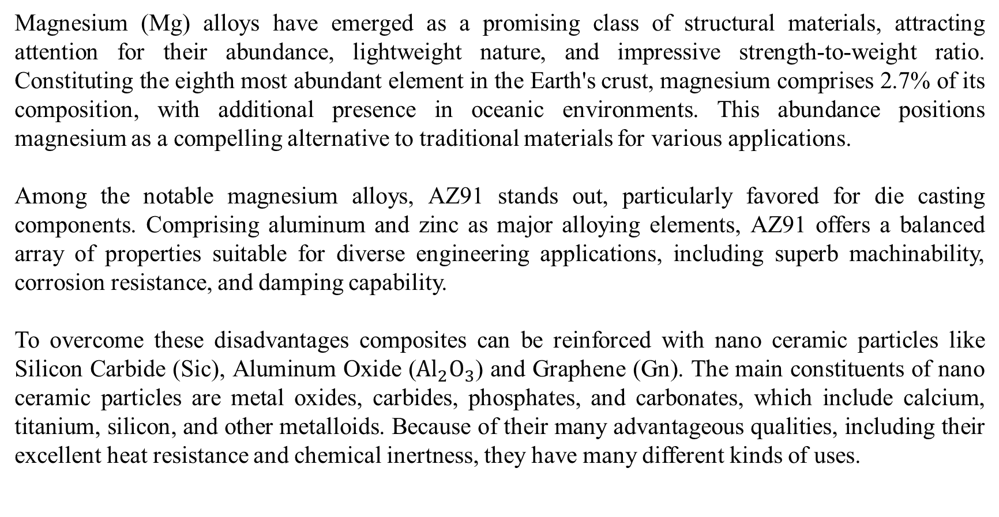 Magnesium (Mg) alloys have emerged as a promising class of structural materials, attracting
attention for their abundance, lightweight nature, and impressive strength-to-weight ratio.
Constituting the eighth most abundant element in the Earth's crust, magnesium comprises 2.7% of its
composition, with additional presence in oceanic environments. This abundance positions
magnesium as a compelling alternative to traditional materials for various applications.

Among the notable magnesium alloys, AZ91 stands out, particularly favored for die casting
components. Comprising aluminum and zinc as major alloying elements, AZ91 offers a balanced
array of properties suitable for diverse engineering applications, including superb machinability,
corrosion resistance, and damping capability.

To overcome these disadvantages composites can be reinforced with nano ceramic particles like
Silicon Carbide (Sic), Aluminum Oxide (Al₂O₃) and Graphene (Gn). The main constituents of nano
ceramic particles are metal oxides, carbides, phosphates, and carbonates, which include calcium,
titanium, silicon, and other metalloids. Because of their many advantageous qualities, including their
excellent heat resistance and chemical inertness, they have many different kinds of uses.